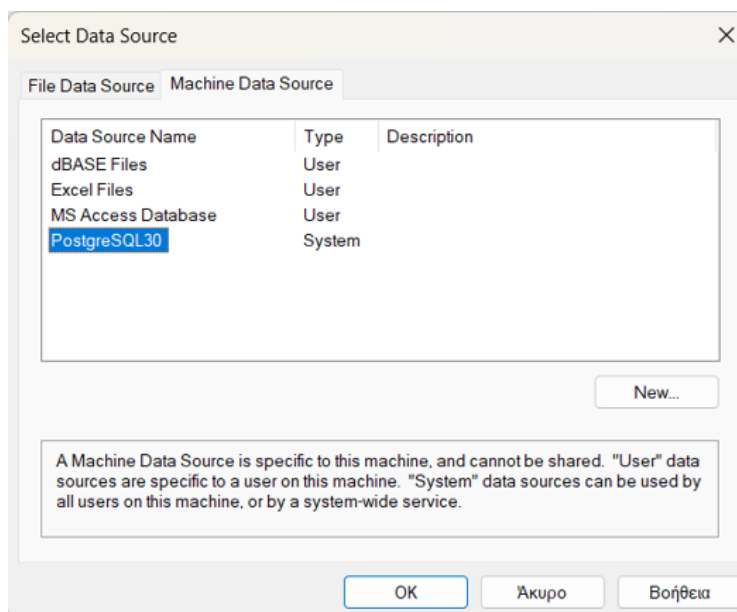 Select Data Source
File Data Source Machine Data Source
Data Source Name Type Description
dBASE Files User
Excel Files User
MS Access Database User
PostgreSQL30 System
New...
A Machine Data Source is specific to this machine, and cannot be shared. "User" data
sources are specific to a user on this machine. "System" data sources can be used by
all users on this machine, or by a system-wide service.
OK Άκυρο Βοήθεια